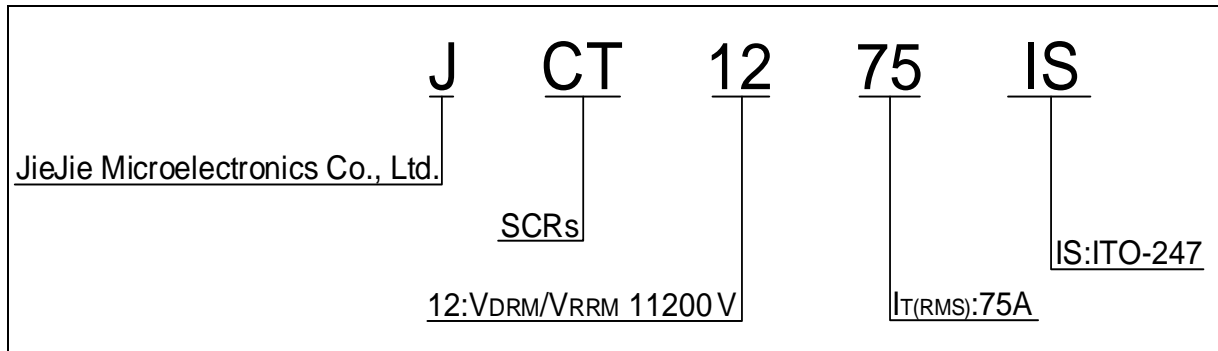 J CT 12 75 IS
JieJie Microelectronics Co., Ltd.
SCRs
IS:ITO-247
12:VDRM/VRRM 11200 V
IT(RMS):75A